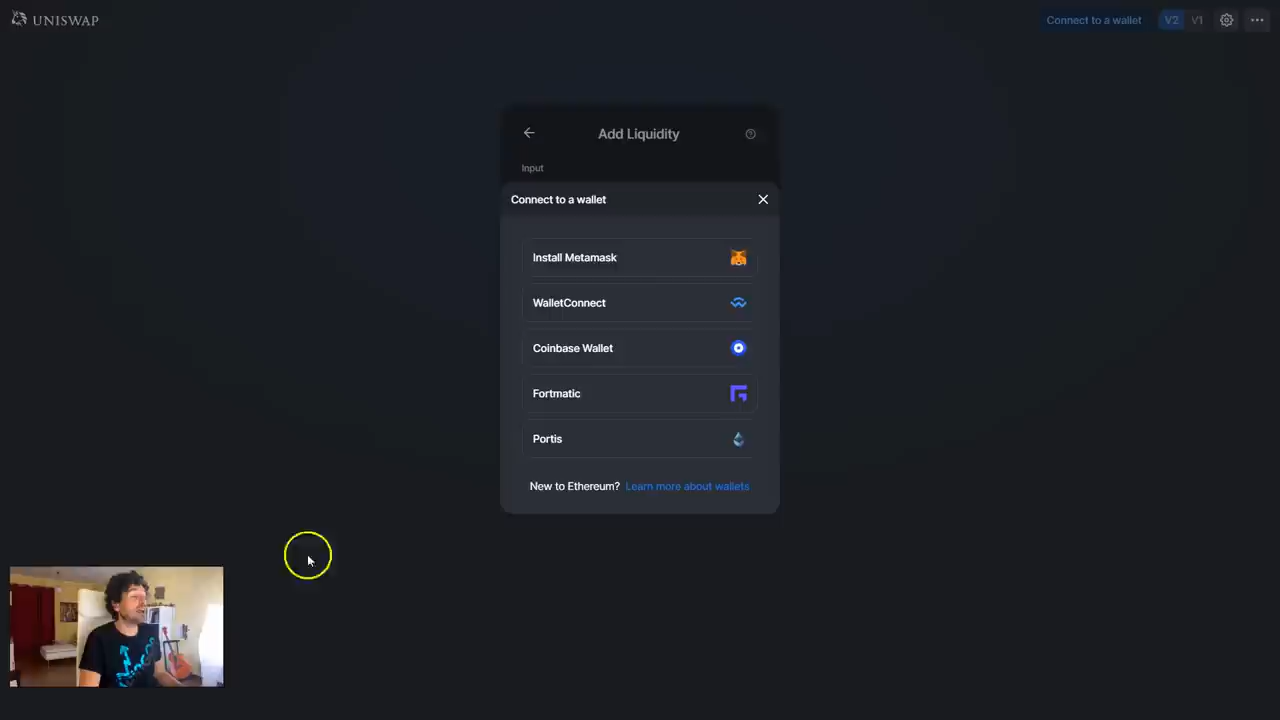 UNISWAP
Connect to a wallet V2 V1
Add Liquidity
Input
Connect to a wallet
Install Metamask
WalletConnect
Coinbase Wallet
Fortmatic
Portis
New to Ethereum? Learn more about wallets